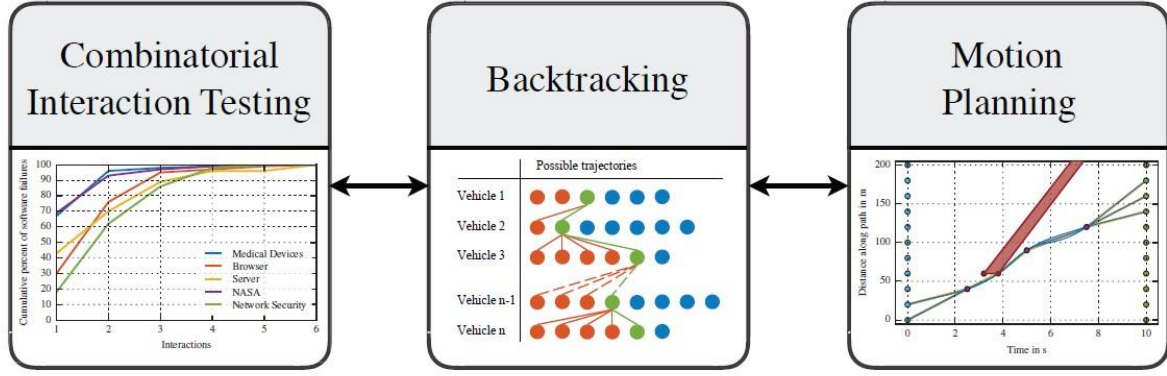 Combinatorial
Interaction Testing
Cumulative percent of software failures
100
90
80
70
60
50
40
30
20
10
0
Medical Devices
Browser
Server
NASA
Network Security
1 2 3 4 5 6
Interactions
Backtracking
Possible trajectories
Vehicle 1
Vehicle 2
Vehicle 3
Vehicle n-1
Vehicle n
Motion
Planning
Distance along path in m
200
150
100
50
0
0 2 4 6 8 10
Time in s